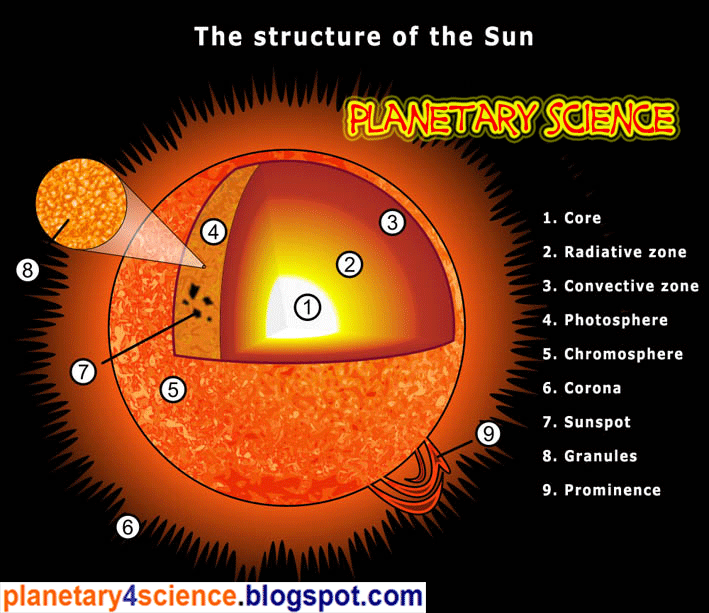 The structure of the Sun
PLANETARY SCIENCE
4
3
8
2
1
7
5
9
6
1. Core
2. Radiative zone
3. Convective zone
4. Photosphere
5. Chromosphere
6. Corona
7. Sunspot
8. Granules
9. Prominence
planetary4science.blogspot.com